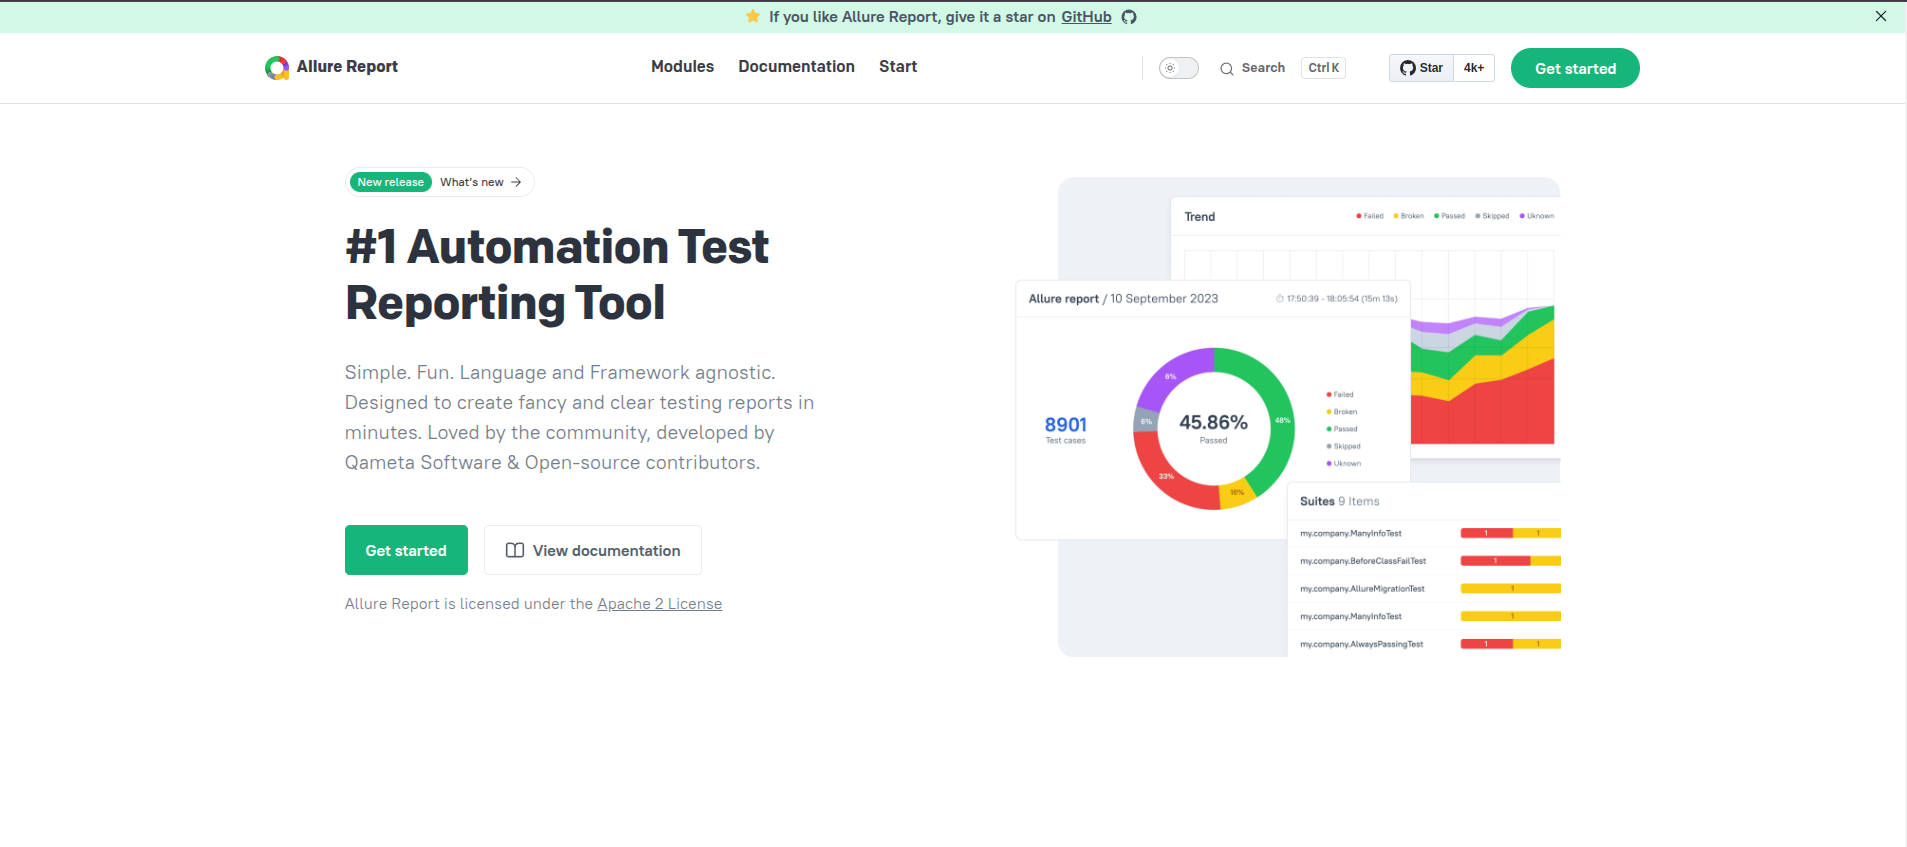 If you like Allure Report, give it a star on GitHub
Allure Report
Modules Documentation Start
Search Ctrl K
Star 4k+
Get started
New release What's new →
#1 Automation Test
Reporting Tool
Simple. Fun. Language and Framework agnostic.
Designed to create fancy and clear testing reports in
minutes. Loved by the community, developed by
Qameta Software & Open-source contributors.
Get started
View documentation
Allure Report is licensed under the Apache 2 License
Trend
Failed Broken Passed Skipped Uknown
Allure report / 10 September 2023
17:50:39 - 18:05:54 (15m 13s)
8901
Test cases
45.86%
Passed
6%
48%
6%
33%
16%
Failed
Broken
Passed
Skipped
Uknown
Suites 9 Items
my.company.ManyInfoTest 1 1
my.company.BeforeClassFailTest 1
my.company.AllureMigrationTest 1
my.company.ManyInfoTest 1
my.company.AlwaysPassingTest 1 1